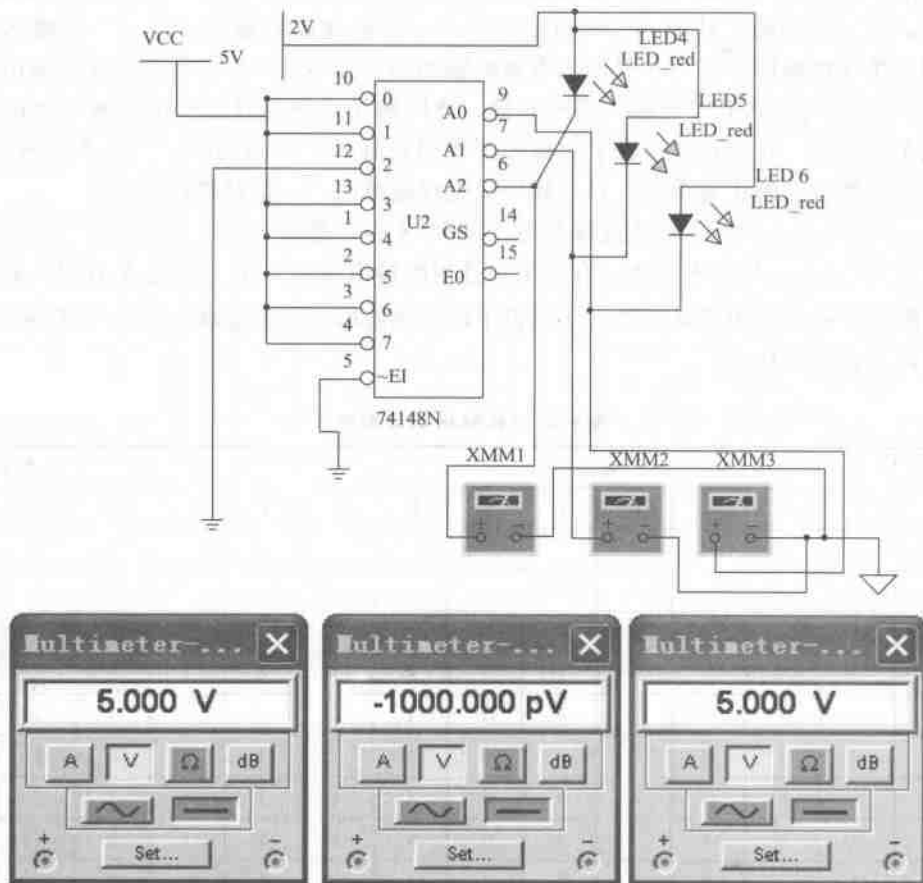 VCC
5V
2V
10
0
11
1
12
2
13
3
1
4
2
5
3
6
4
7
5
~EI
U2
74148N
A0
9
A1
7
A2
6
GS
14
E0
15
LED4
LED_red
LED5
LED_red
LED 6
LED_red
XMM1
XMM2
XMM3
+ −
+ −
+ −
Multimeter-...
5.000 V
A V Ω dB
+ Set... −
Multimeter-...
-1000.000 pV
A V Ω dB
+ Set... −
Multimeter-...
5.000 V
A V Ω dB
+ Set... −